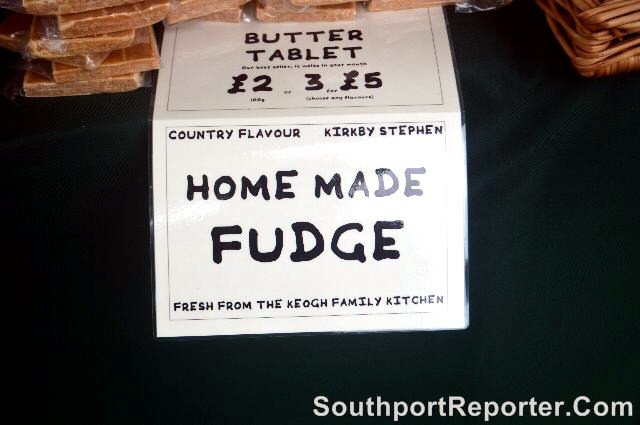 BUTTER
TABLET
Our best seller, it melts in your mouth
£2 or 3 for £5
100g (choose any flavours)
COUNTRY FLAVOUR KIRKBY STEPHEN
HOME MADE
FUDGE
FRESH FROM THE KEOGH FAMILY KITCHEN
SouthportReporter.Com